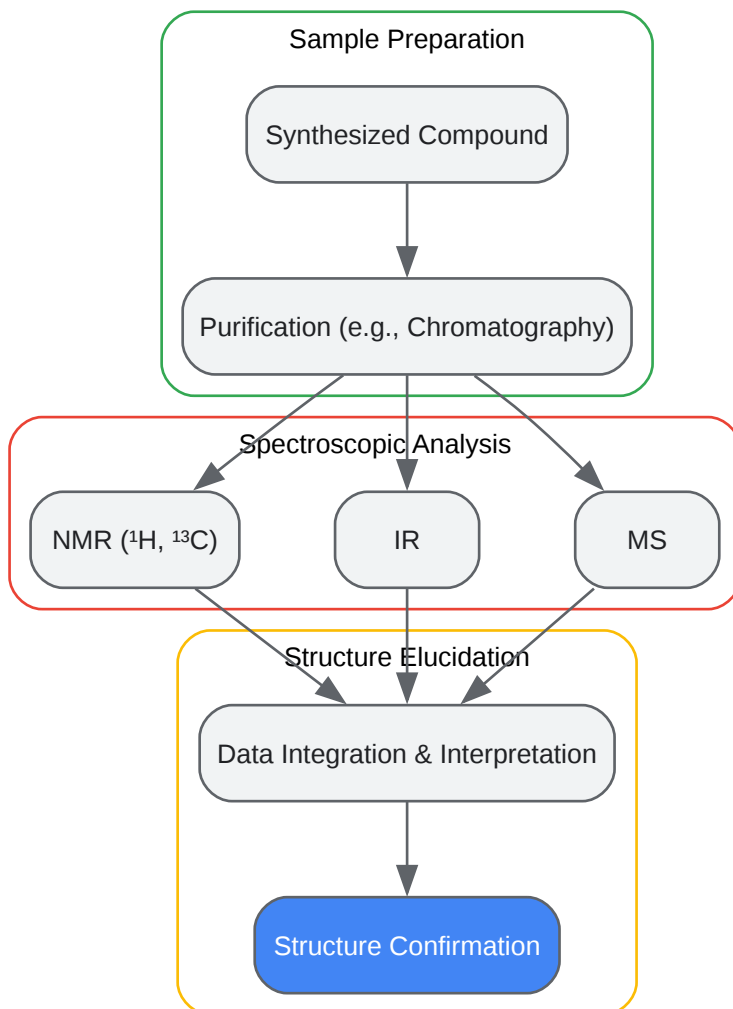 Sample Preparation
Synthesized Compound
Purification (e.g., Chromatography)
Spectroscopic Analysis
NMR (¹H, ¹³C)
IR
MS
Structure Elucidation
Data Integration & Interpretation
Structure Confirmation